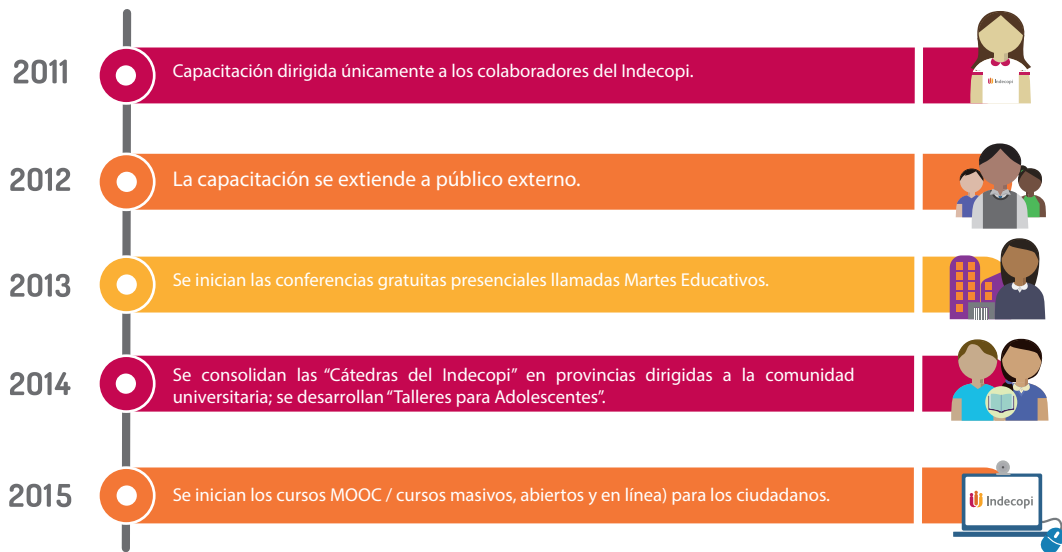 2011
Capacitación dirigida únicamente a los colaboradores del Indecopi.
Indecopi
2012
La capacitación se extiende a público externo.
2013
Se inician las conferencias gratuitas presenciales llamadas Martes Educativos.
2014
Se consolidan las “Cátedras del Indecopi” en provincias dirigidas a la comunidad
universitaria; se desarrollan “Talleres para Adolescentes”.
2015
Se inician los cursos MOOC / cursos masivos, abiertos y en línea) para los ciudadanos.
Indecopi